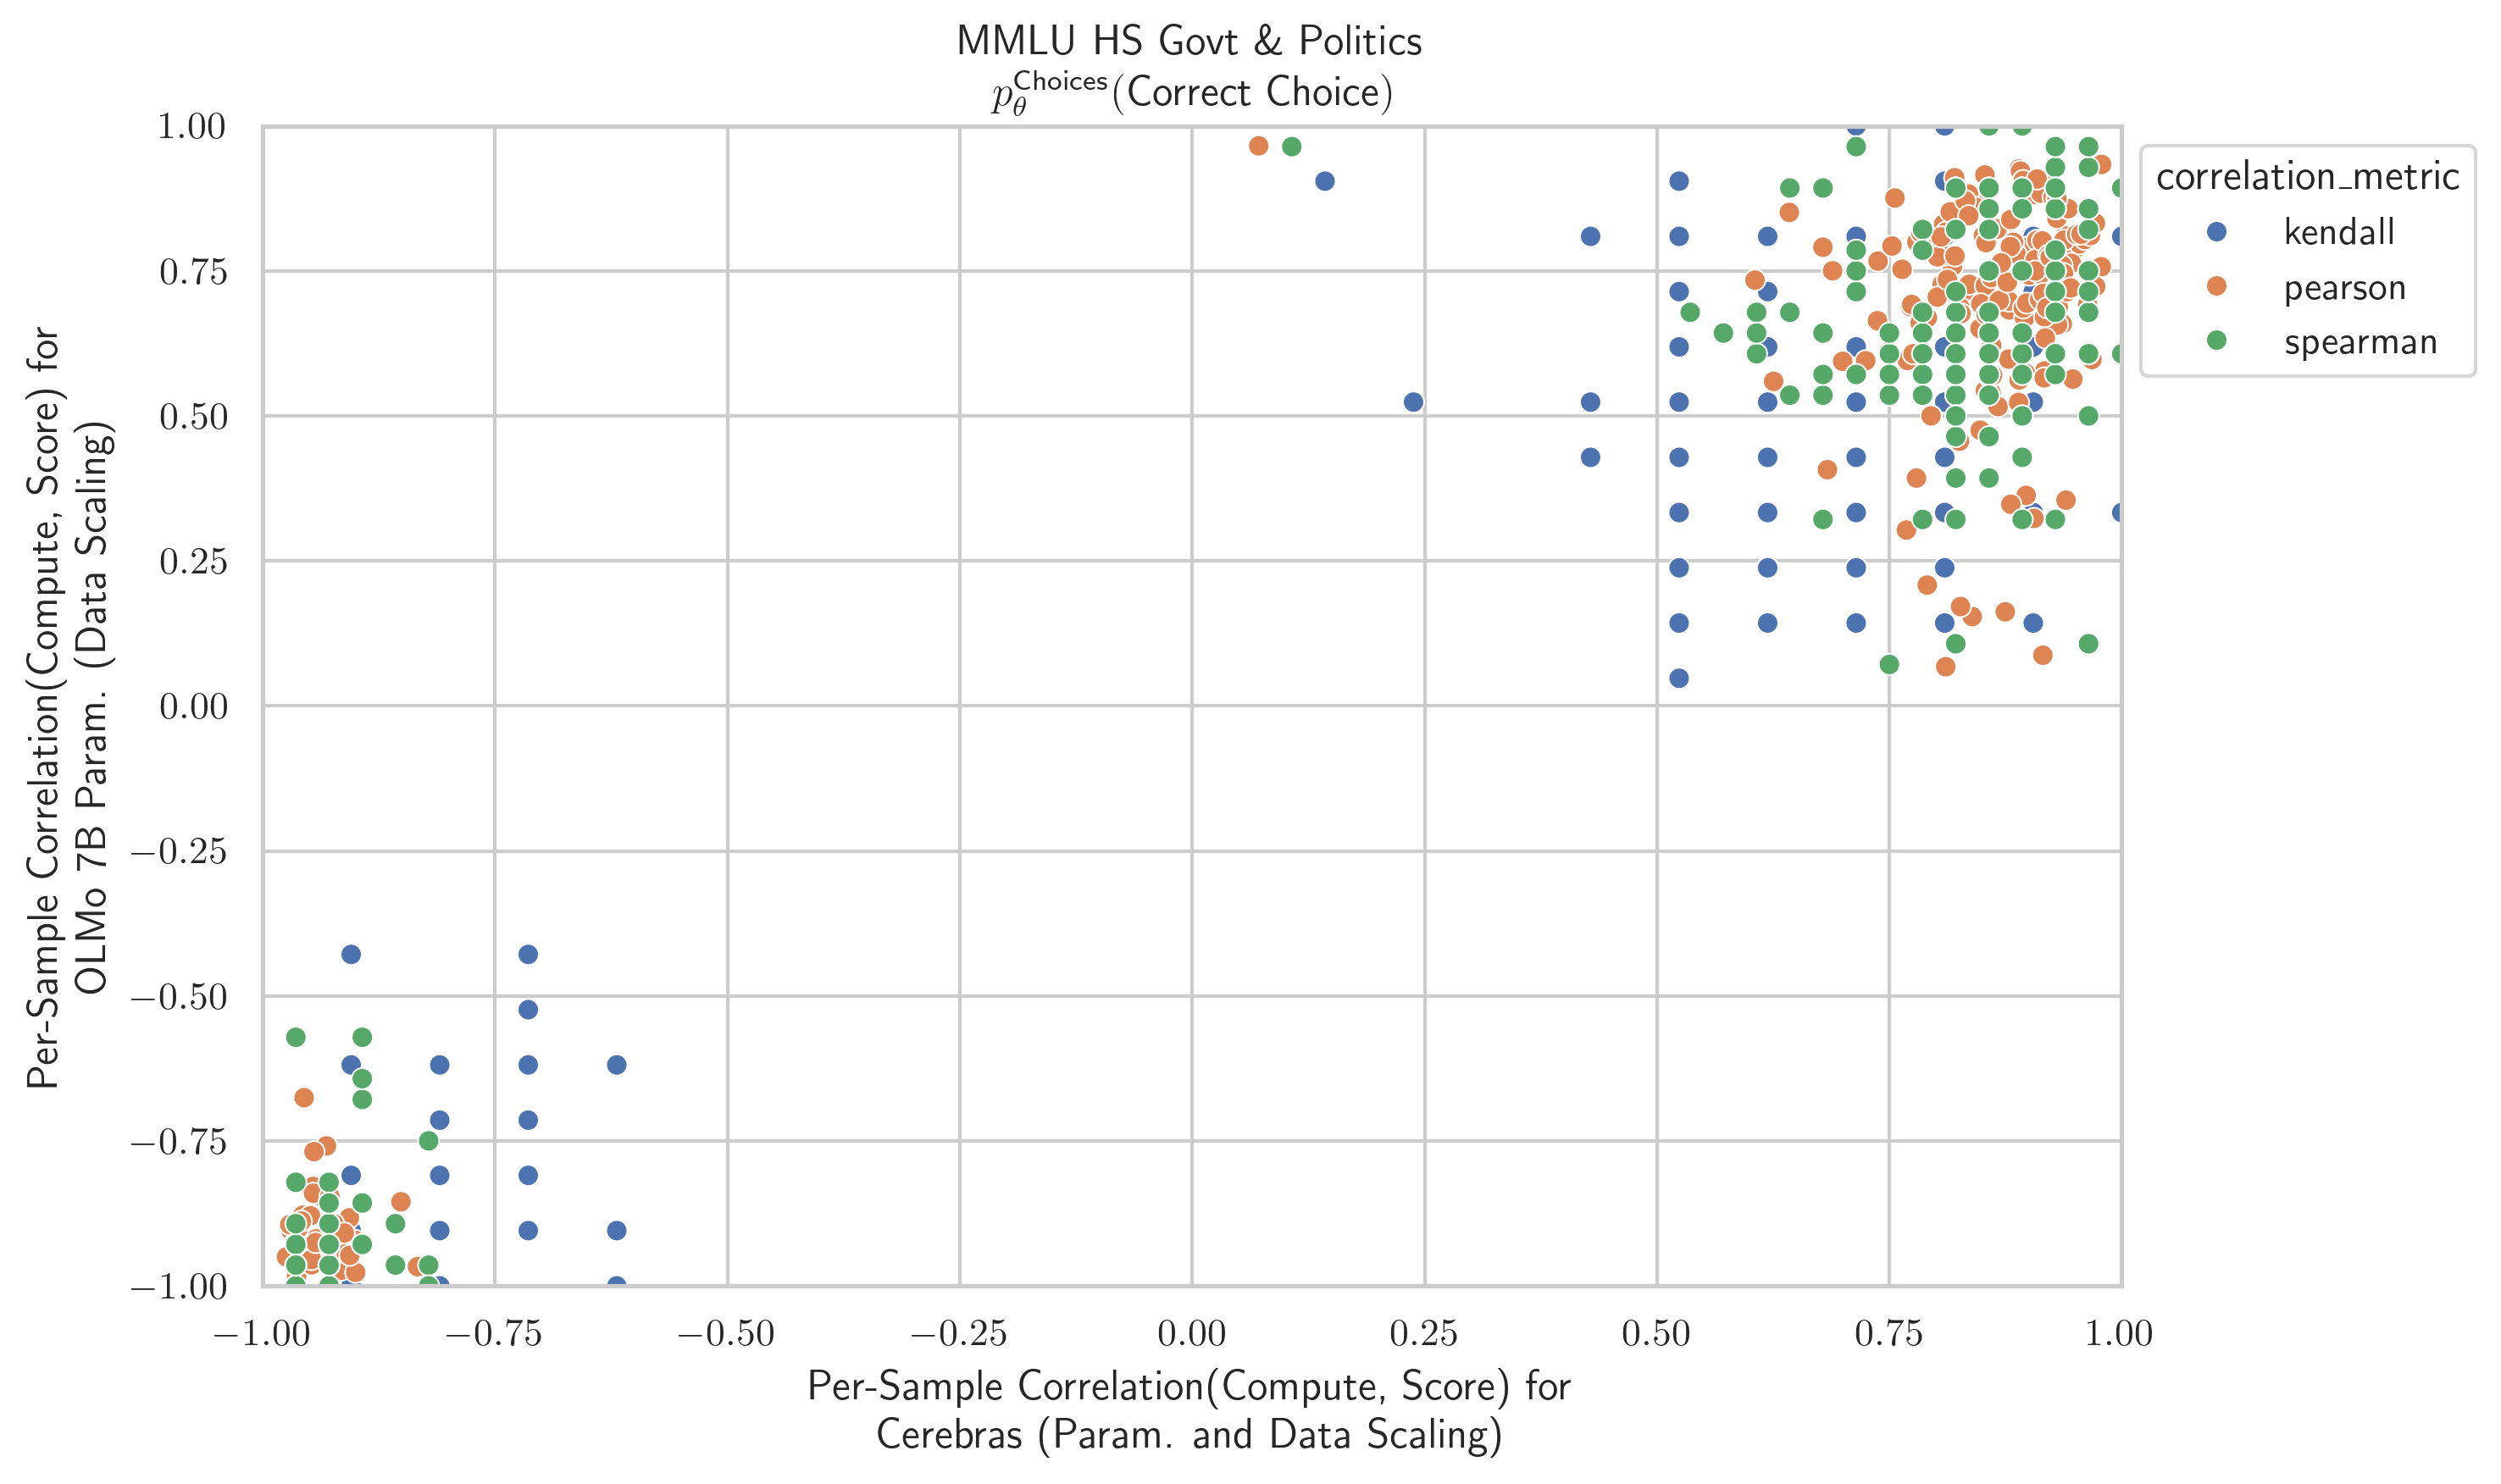 MMLU HS Govt & Politics
p_θ^Choices(Correct Choice)
Per-Sample Correlation(Compute, Score) for
OLMo 7B Param. (Data Scaling)
1.00
0.75
0.50
0.25
0.00
−0.25
−0.50
−0.75
−1.00
−1.00
−0.75
−0.50
−0.25
0.00
0.25
0.50
0.75
1.00
Per-Sample Correlation(Compute, Score) for
Cerebras (Param. and Data Scaling)
correlation_metric
kendall
pearson
spearman